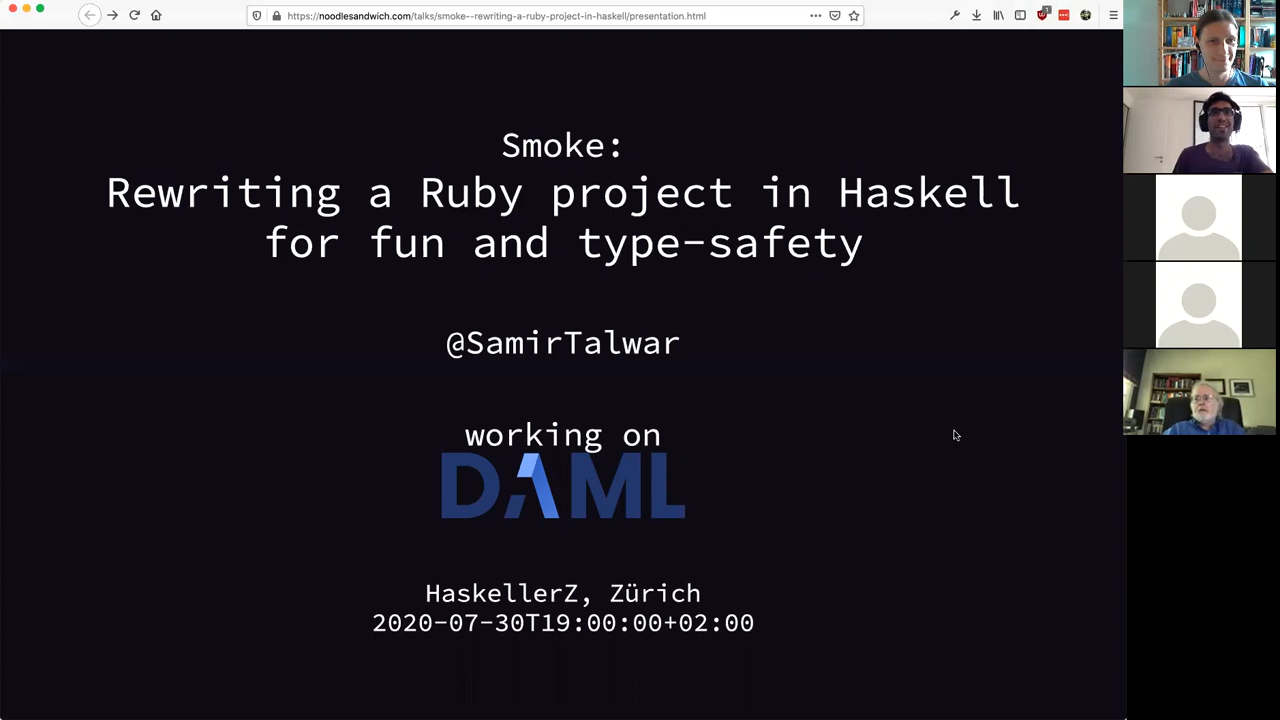 https://noodlesandwich.com/talks/smoke--rewriting-a-ruby-project-in-haskell/presentation.html
1
Smoke:
Rewriting a Ruby project in Haskell
for fun and type-safety
@SamirTalwar
working on
DAML
HaskellerZ, Zürich
2020-07-30T19:00:00+02:00